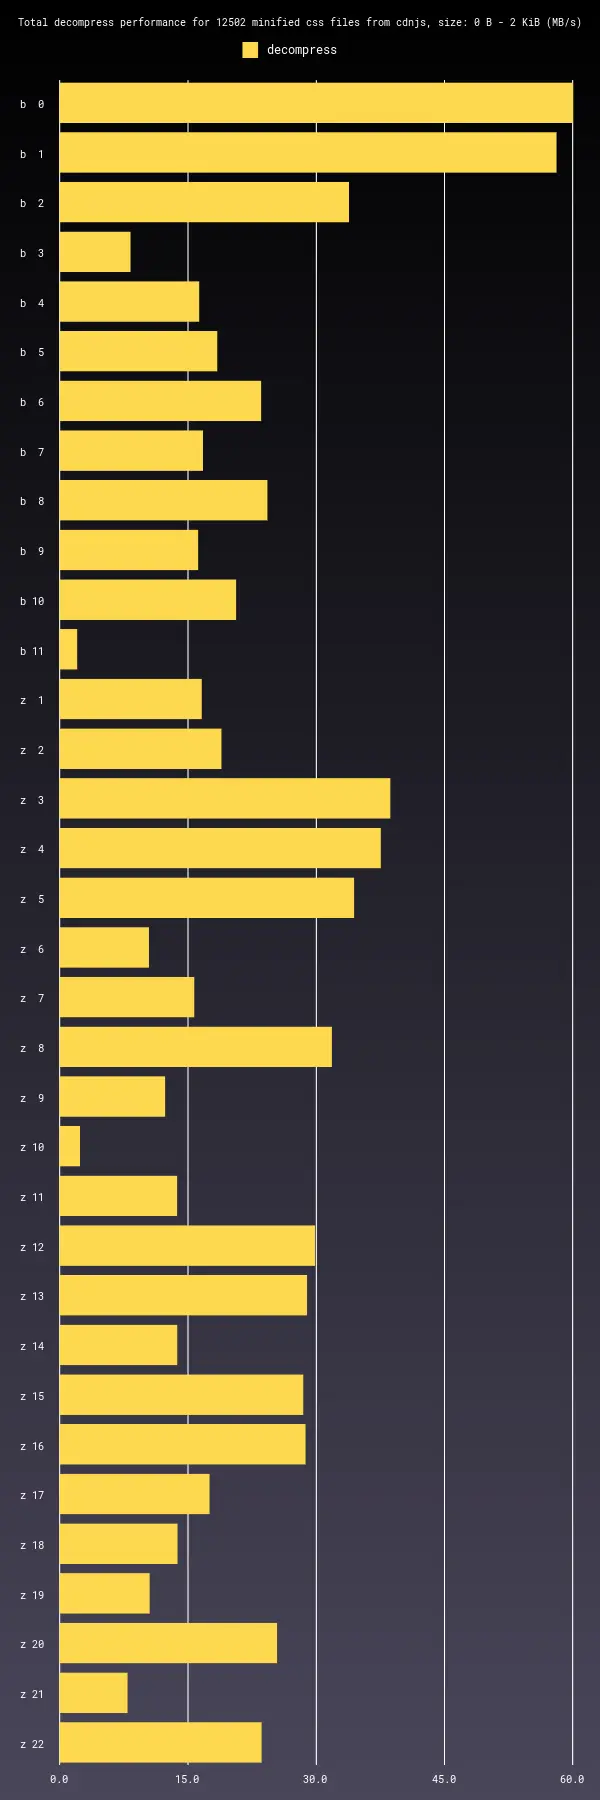 Total decompress performance for 12502 minified css files from cdnjs, size: 0 B - 2 KiB (MB/s)
decompress
b 0
b 1
b 2
b 3
b 4
b 5
b 6
b 7
b 8
b 9
b 10
b 11
z 1
z 2
z 3
z 4
z 5
z 6
z 7
z 8
z 9
z 10
z 11
z 12
z 13
z 14
z 15
z 16
z 17
z 18
z 19
z 20
z 21
z 22
0.0 15.0 30.0 45.0 60.0